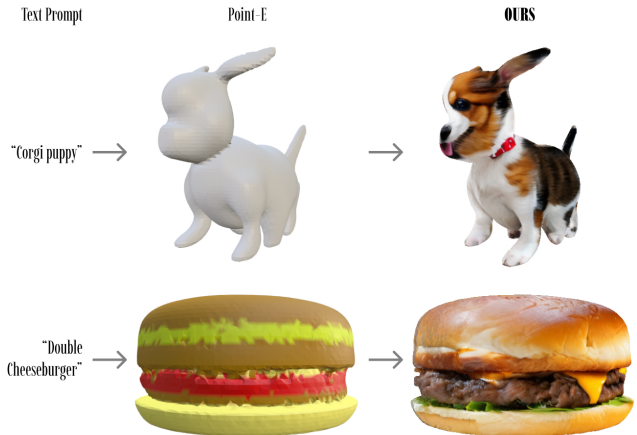 Text Prompt
Point-E
OURS
“Corgi puppy”
“Double
Cheeseburger”